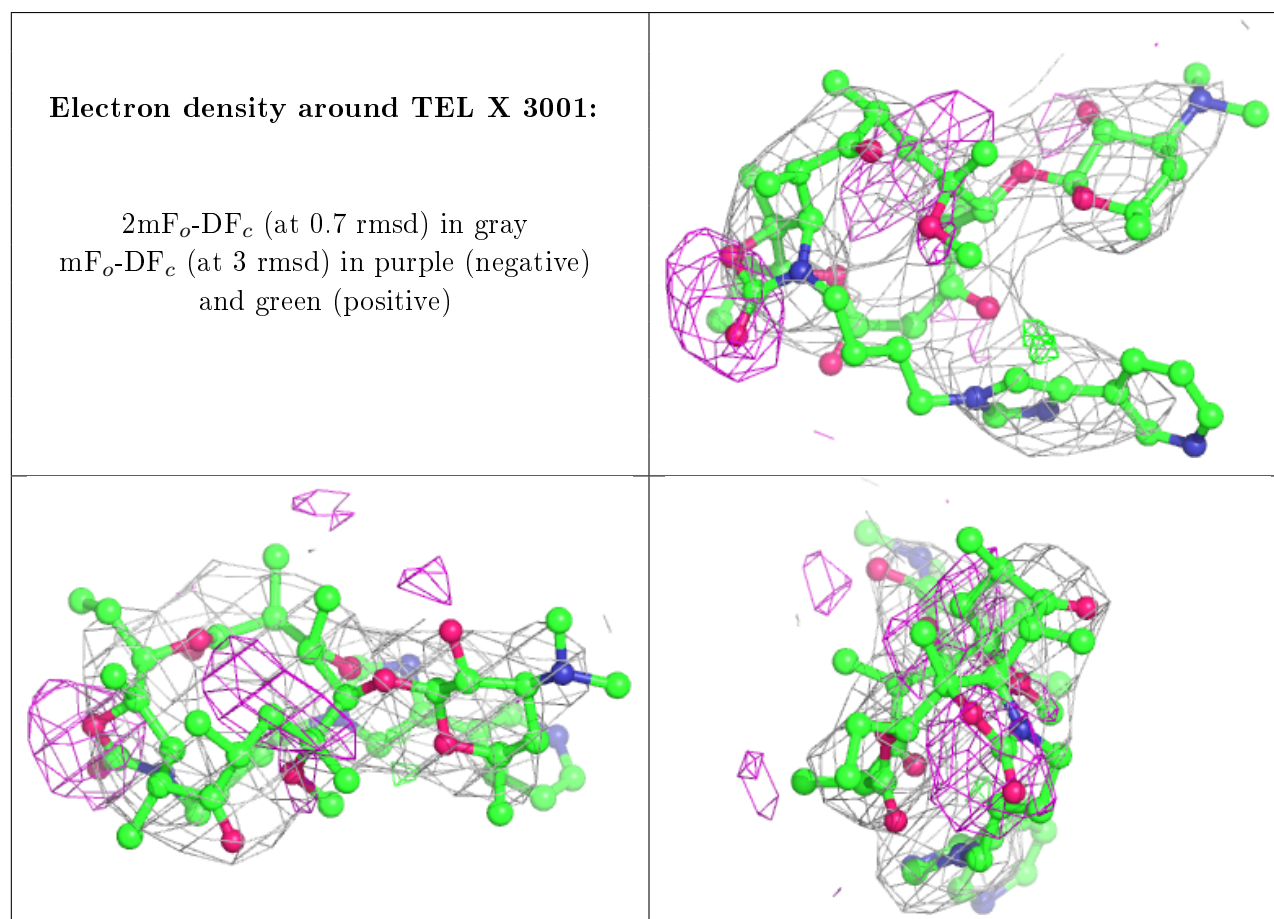 Electron density around TEL X 3001:
2mFₒ-DF𝒸 (at 0.7 rmsd) in gray
mFₒ-DF𝒸 (at 3 rmsd) in purple (negative)
and green (positive)